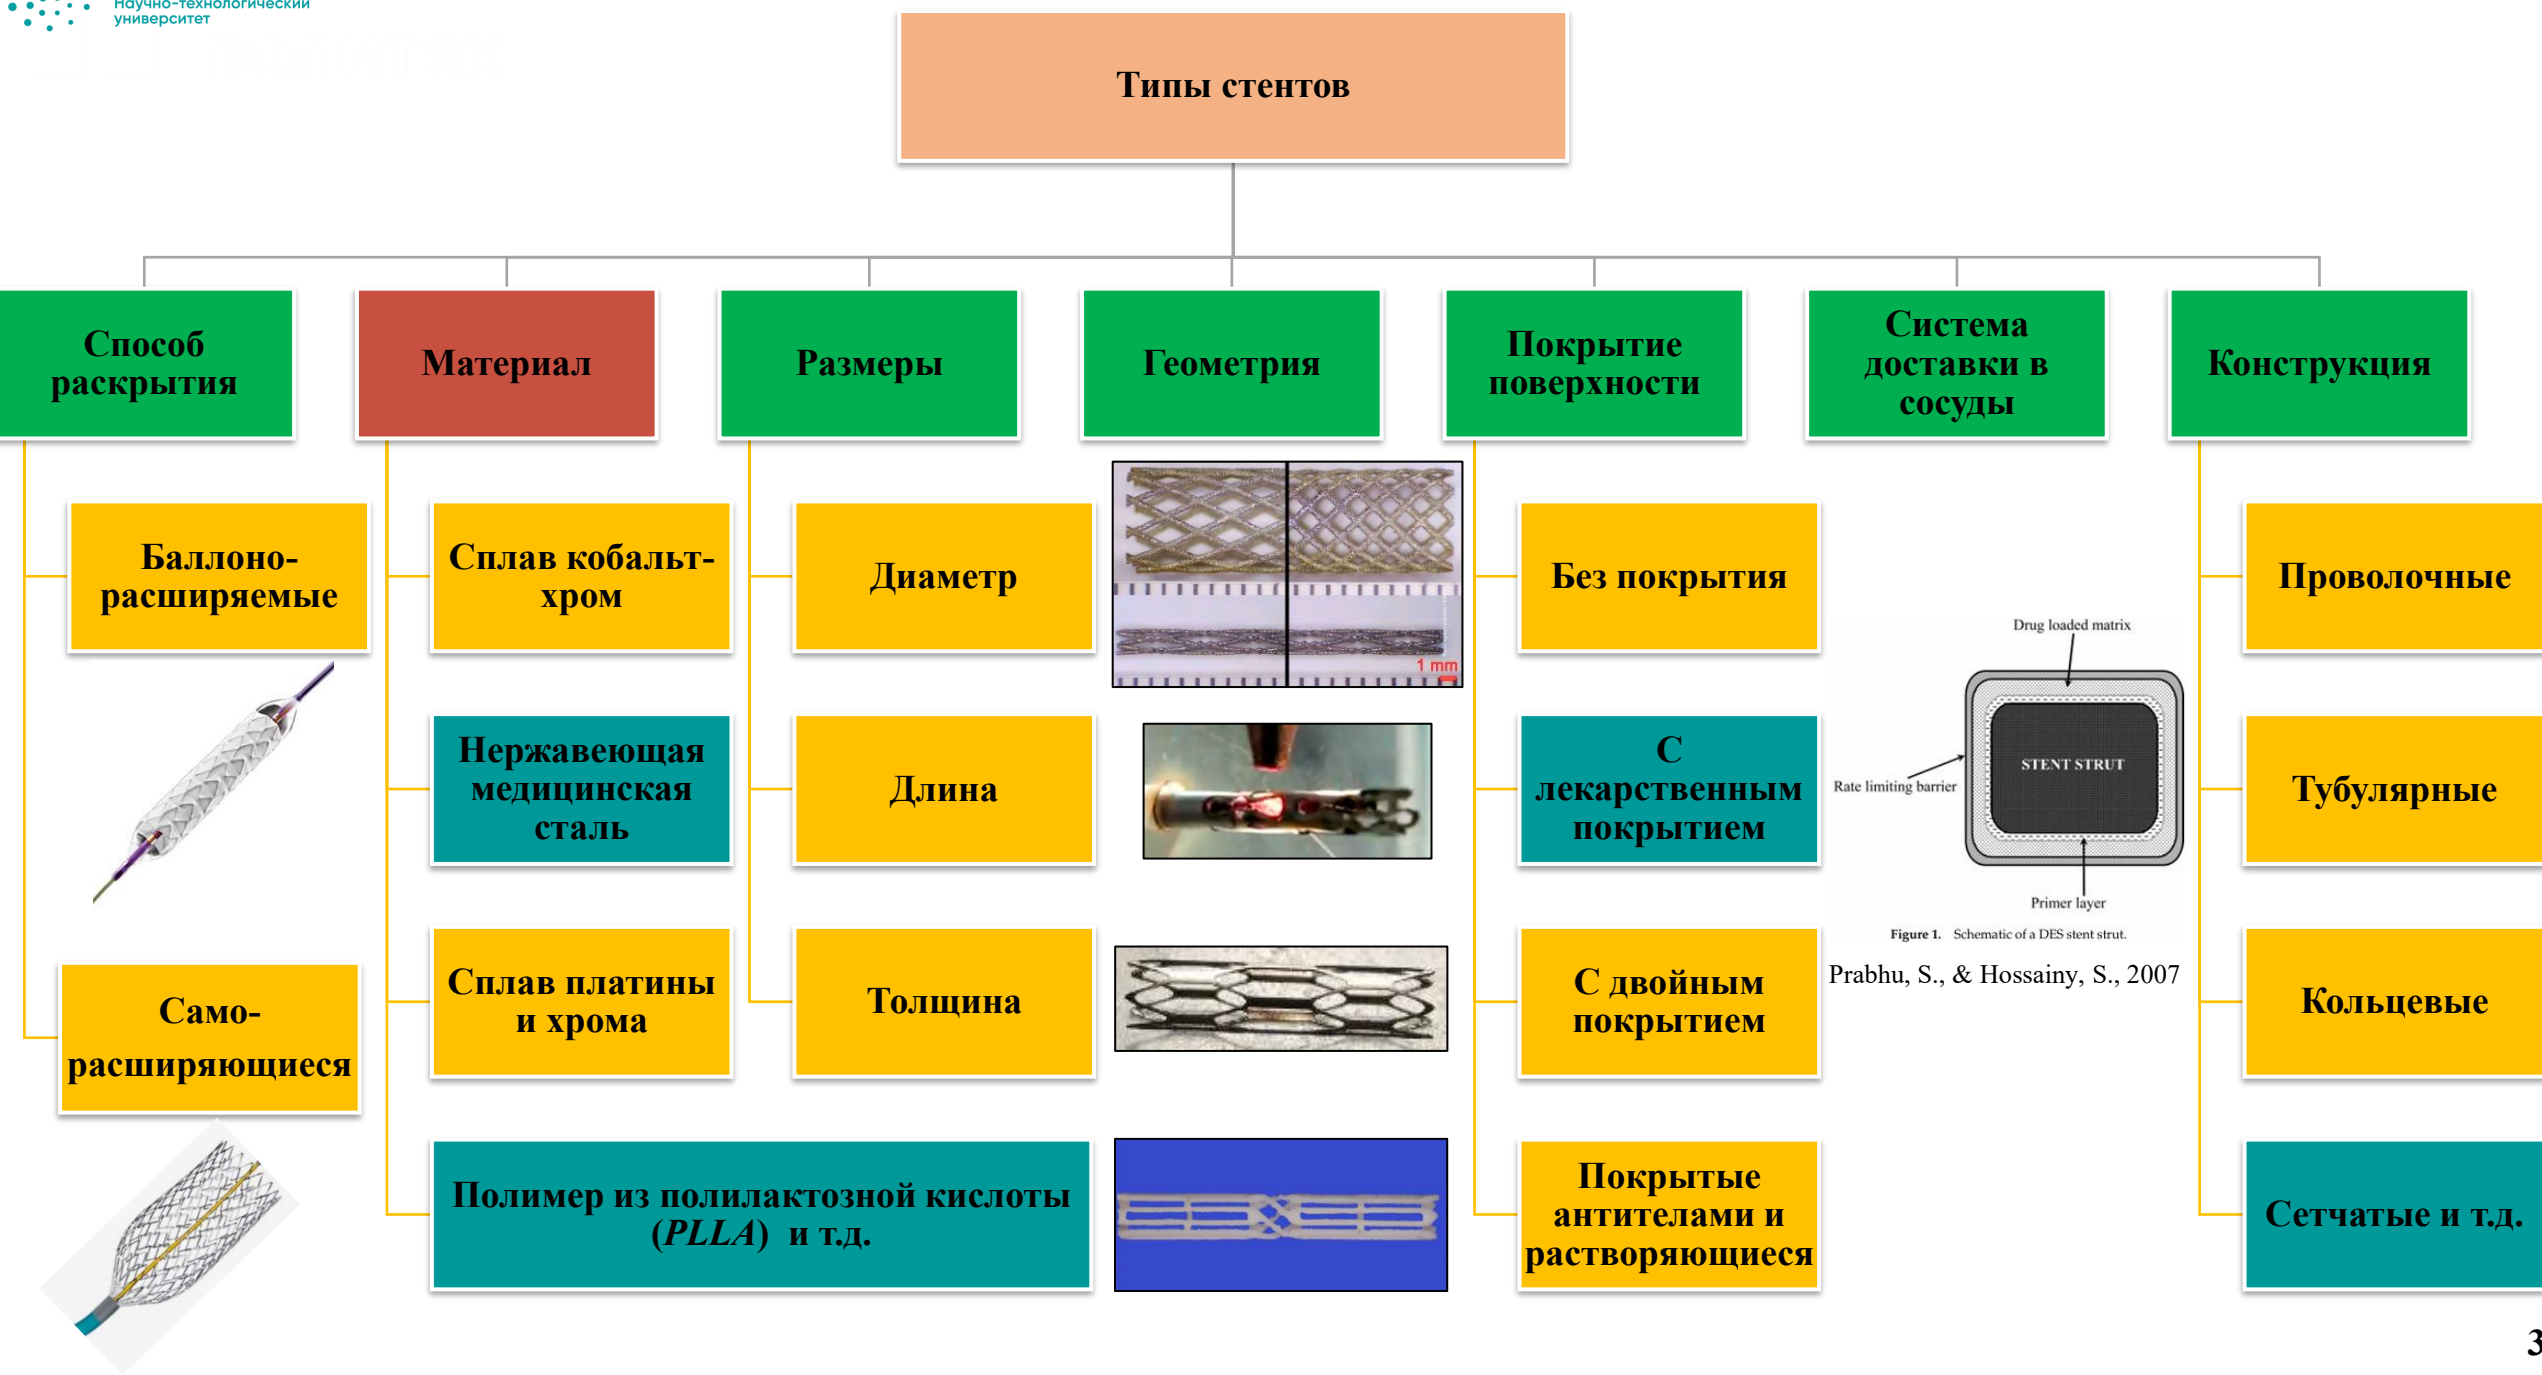 Научно-технологический
университет
Типы стентов
Способ
раскрытия
Материал
Размеры
Геометрия
Покрытие
поверхности
Система
доставки в
сосуды
Конструкция
Баллоно-
расширяемые
Само-
расширяющиеся
Сплав кобальт-
хром
Нержавеющая
медицинская
сталь
Сплав платины
и хрома
Полимер из полилактозной кислоты
(PLLA) и т.д.
Диаметр
Длина
Толщина
1 mm
Без покрытия
С
лекарственным
покрытием
С двойным
покрытием
Покрытые
антителами и
растворяющиеся
Drug loaded matrix
STENT STRUT
Rate limiting barrier
Primer layer
Figure 1. Schematic of a DES stent strut.
Prabhu, S., & Hossainy, S., 2007
Проволочные
Тубулярные
Кольцевые
Сетчатые и т.д.
3